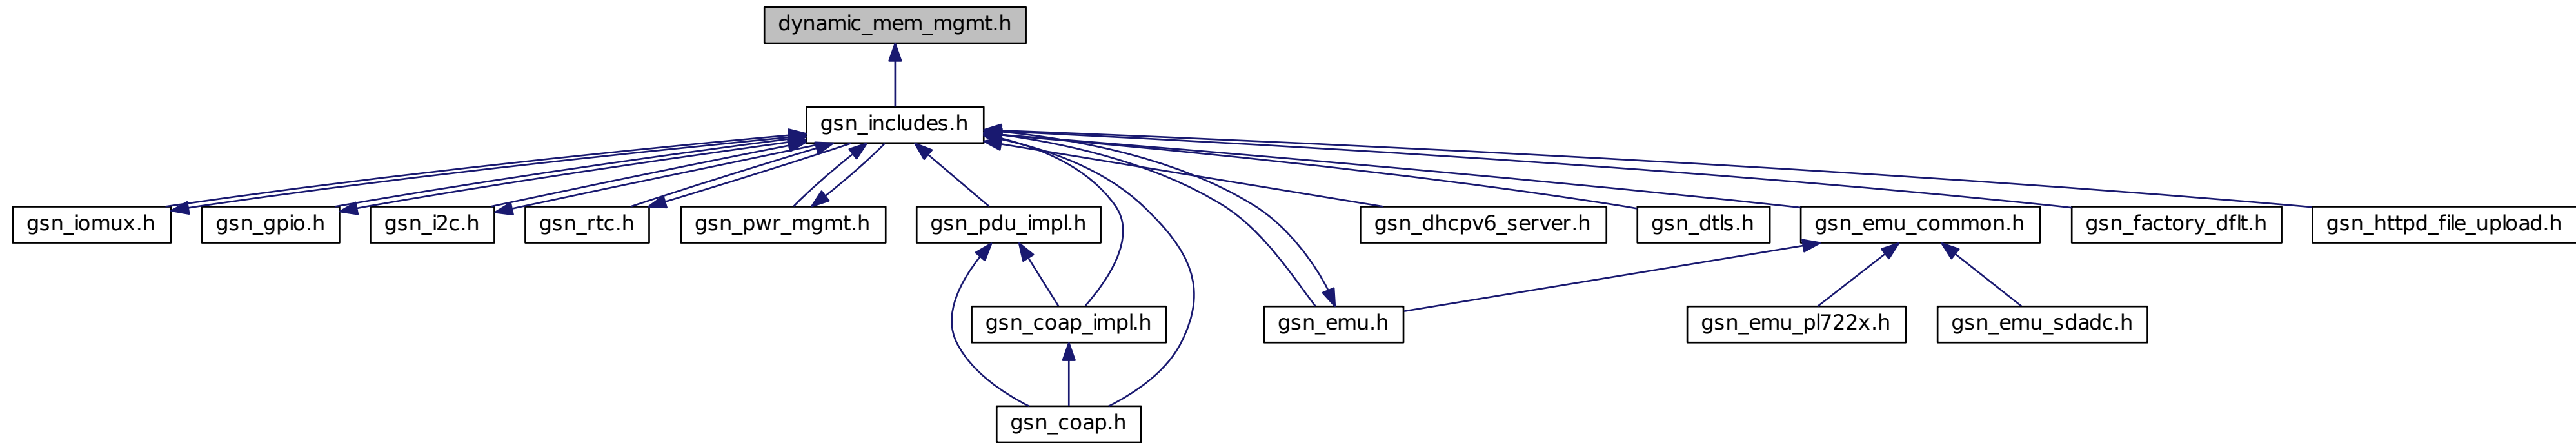 dynamic_mem_mgmt.h
gsn_includes.h
gsn_iomux.h
gsn_gpio.h
gsn_i2c.h
gsn_rtc.h
gsn_pwr_mgmt.h
gsn_pdu_impl.h
gsn_dhcpv6_server.h
gsn_dtls.h
gsn_emu_common.h
gsn_factory_dflt.h
gsn_httpd_file_upload.h
gsn_coap_impl.h
gsn_emu.h
gsn_emu_pl722x.h
gsn_emu_sdadc.h
gsn_coap.h